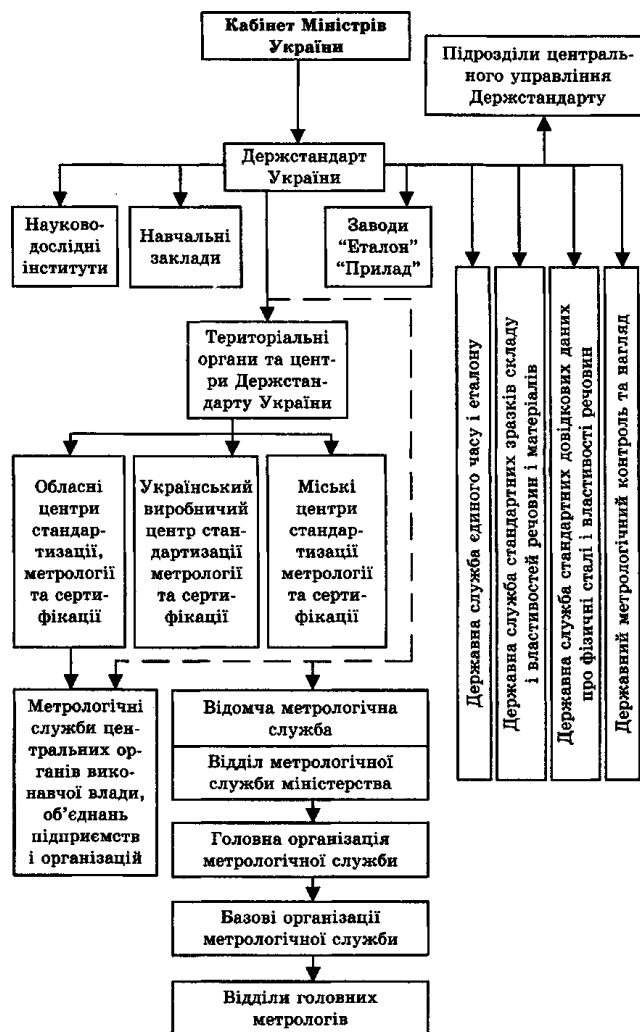 Кабінет Міністрів
України
Підрозділи централь-
ного управління
Держстандарту
Держстандарт
України
Науково-
дослідні
інститути
Навчальні
заклади
Заводи
“Еталон”
“Прилад”
Державна служба єдиного часу і еталону
Державна служба стандартних зразків складу
і властивостей речовин і матеріалів
Державна служба стандартних довідкових даних
про фізичні сталі і властивості речовин
Державний метрологічний контроль та нагляд
Територіальні
органи та цент-
ри Держстан-
дарту України
Обласні
центри
стандар-
тизації,
метрології
та серти-
фікації
Український
виробничий
центр стан-
дартизації
метрології
та серти-
фікації
Міські
центри
стандар-
тизації
метрології
та серти-
фікації
Метрологічні
служби цен-
тральних ор-
ганів вико-
навчої влади,
об’єднань
підприємств
і організацій
Відомча метрологічна
служба
Відділ метрологічної
служби міністерства
Головна організація
метрологічної служби
Базові організації
метрологічної служби
Відділи головних
метрологів